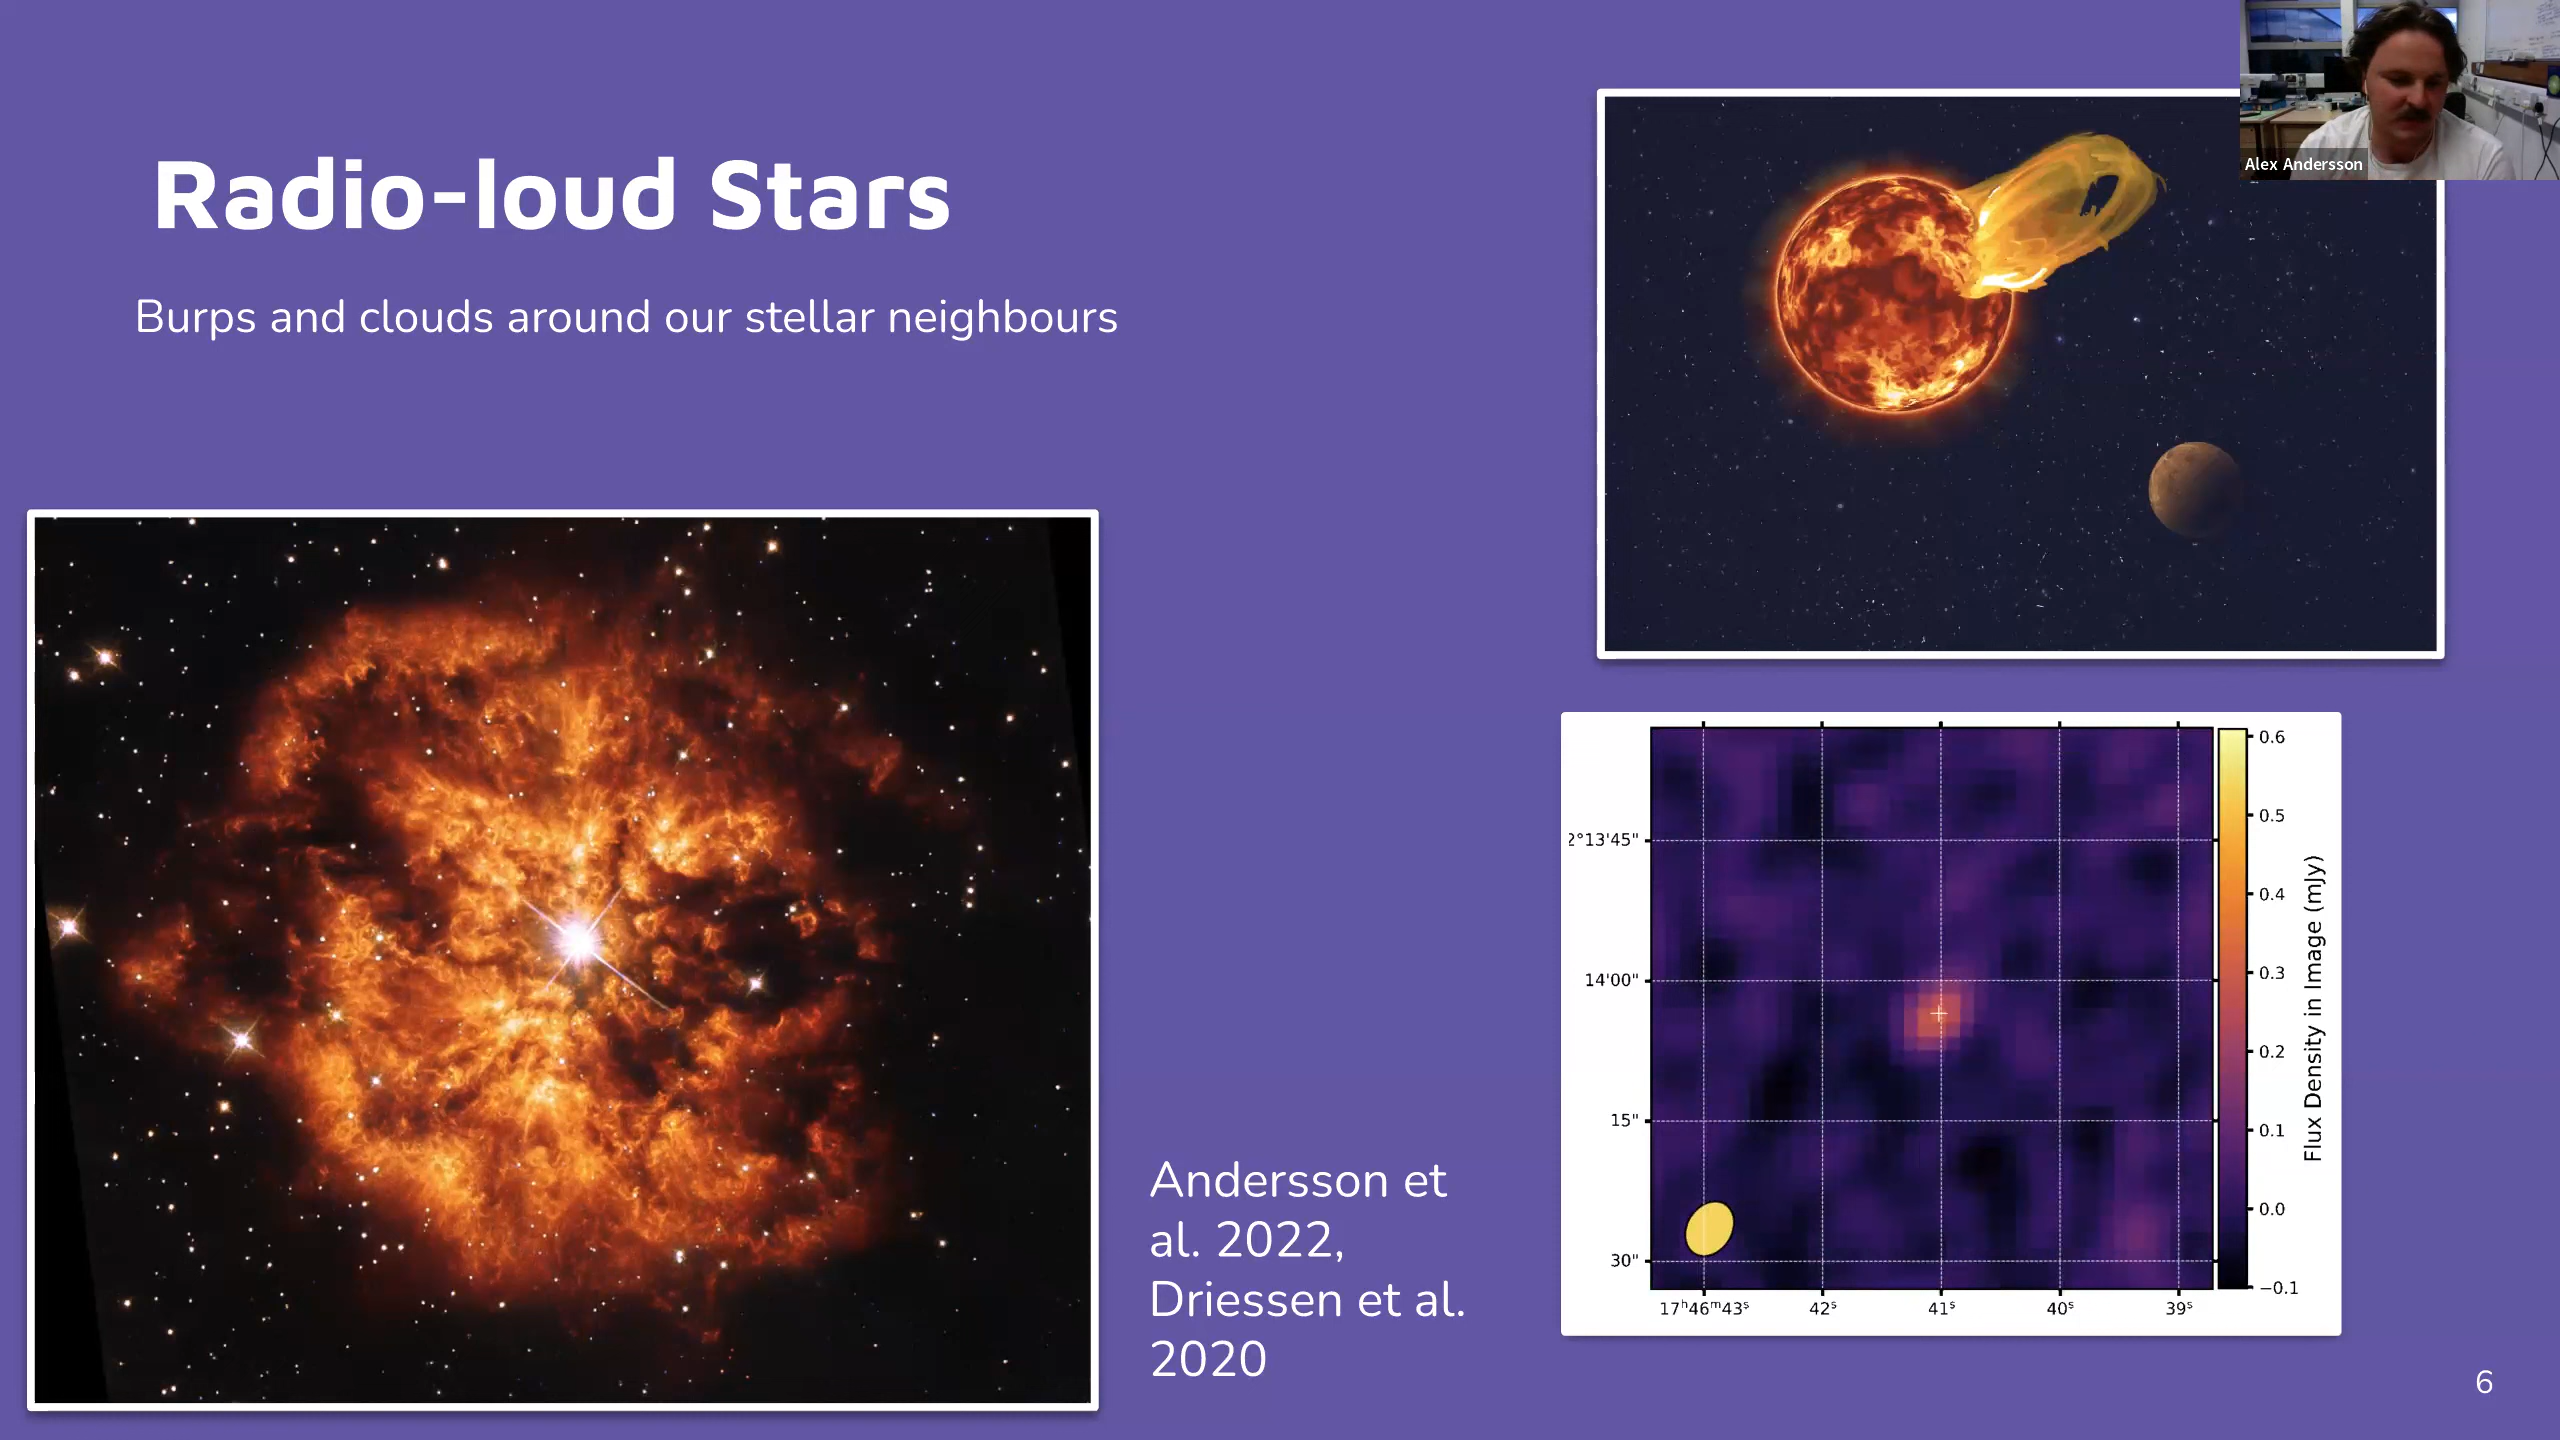 Radio-loud Stars
Burps and clouds around our stellar neighbours
Alex Andersson
Andersson et
al. 2022,
Driessen et al.
2020
2°13'45"
14'00"
15"
30"
17ʰ46ᵐ43ˢ 42ˢ 41ˢ 40ˢ 39ˢ
0.6
0.5
0.4
0.3
0.2
0.1
0.0
−0.1
Flux Density in Image (mJy)
6